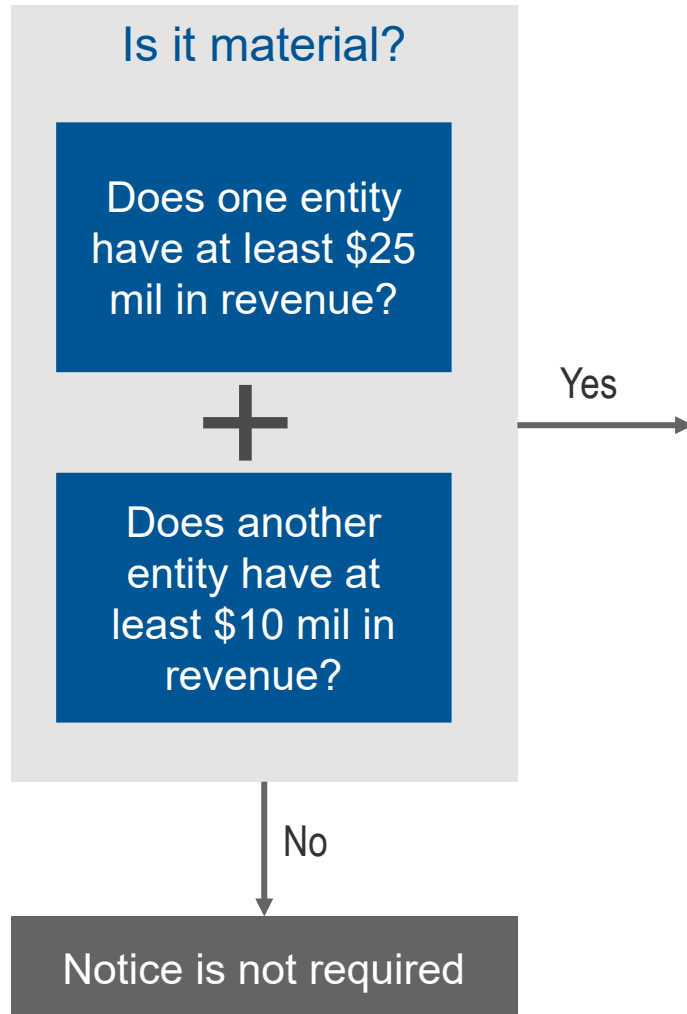 Is it material?
Does one entity
have at least $25
mil in revenue?
Yes
Does another
entity have at
least $10 mil in
revenue?
No
Notice is not required